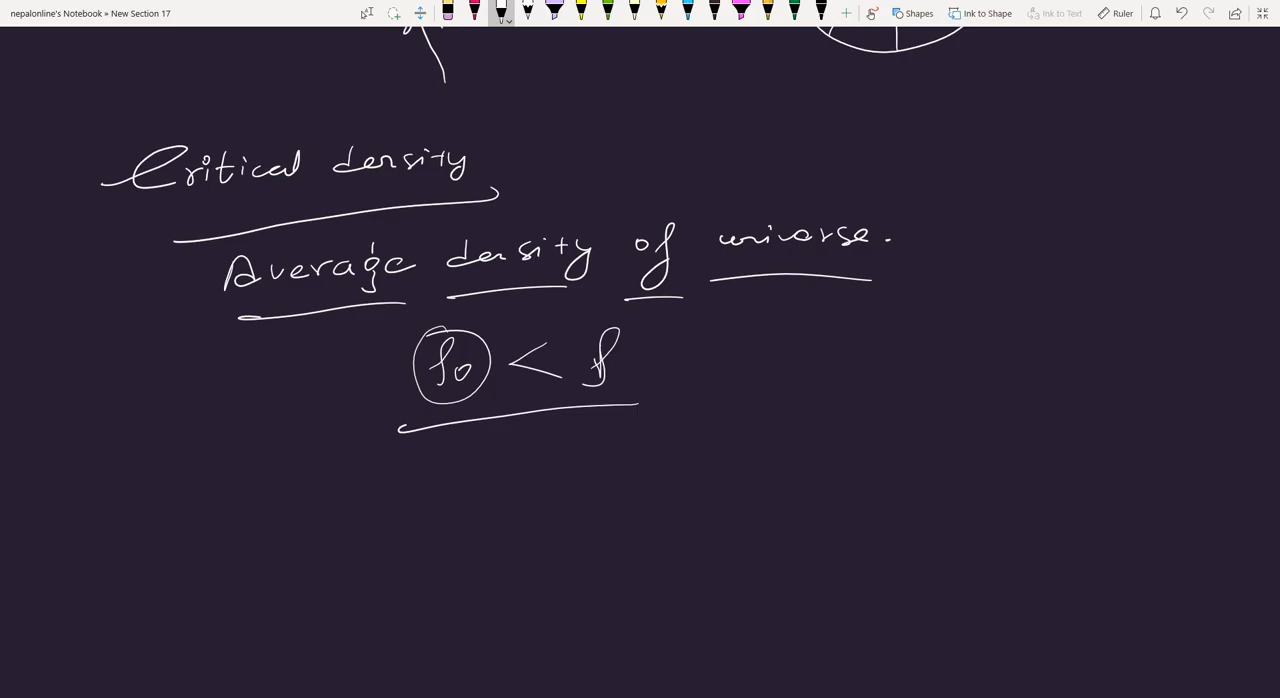 nepalonline's Notebook » New Section 17
Shapes Ink to Shape Ink to Text Ruler
Critical density
Average density of universe.
ρ₀ < ρ